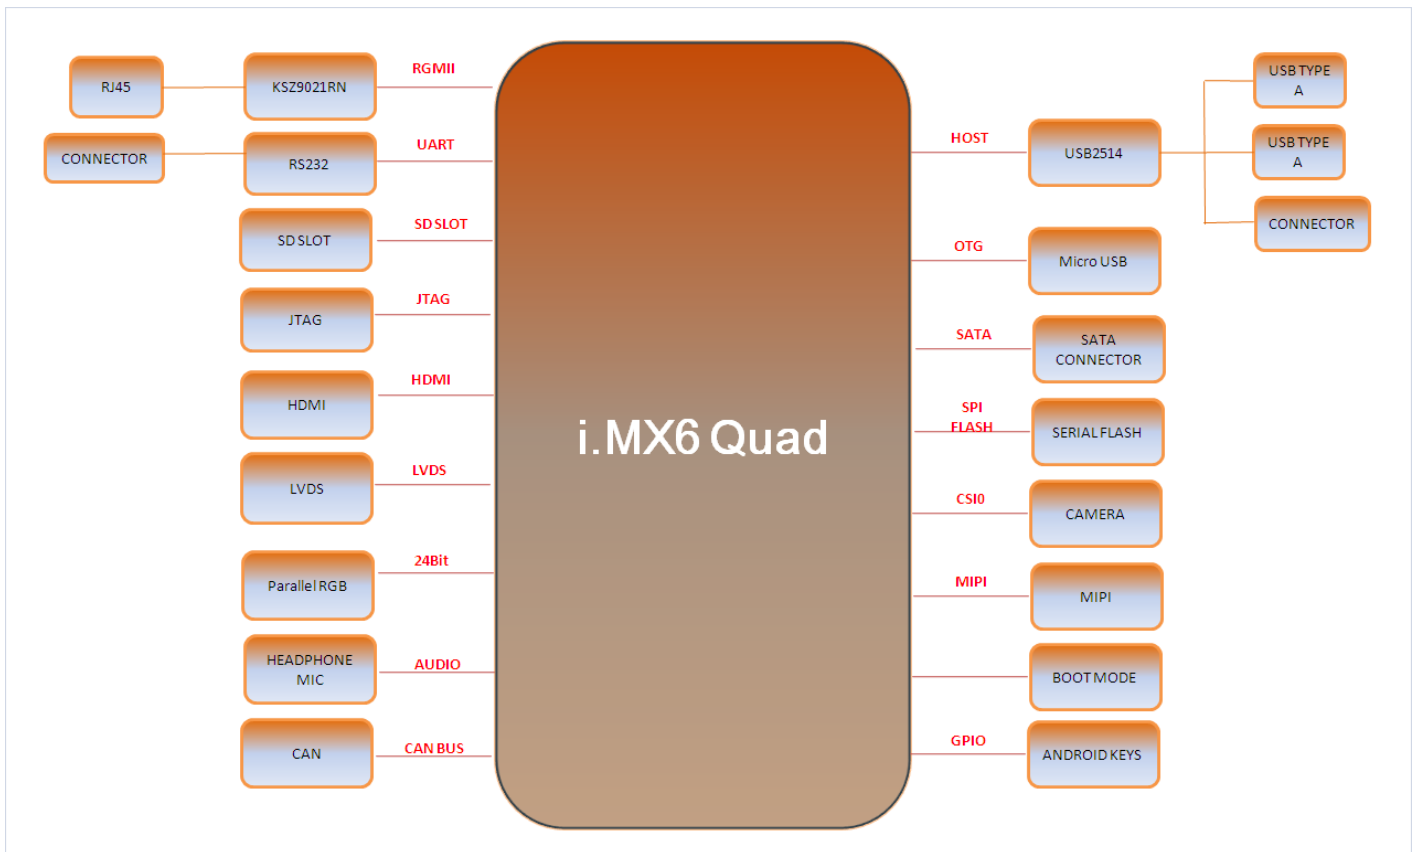 RJ45
KSZ9021RN
RGMII
CONNECTOR
RS232
UART
SD SLOT
SD SLOT
JTAG
JTAG
HDMI
HDMI
LVDS
LVDS
Parallel RGB
24Bit
HEADPHONE
MIC
AUDIO
CAN
CAN BUS
i.MX6 Quad
HOST
USB2514
USB TYPE
A
USB TYPE
A
CONNECTOR
OTG
Micro USB
SATA
SATA
CONNECTOR
SPI
FLASH
SERIAL FLASH
CSI0
CAMERA
MIPI
MIPI
BOOT MODE
GPIO
ANDROID KEYS